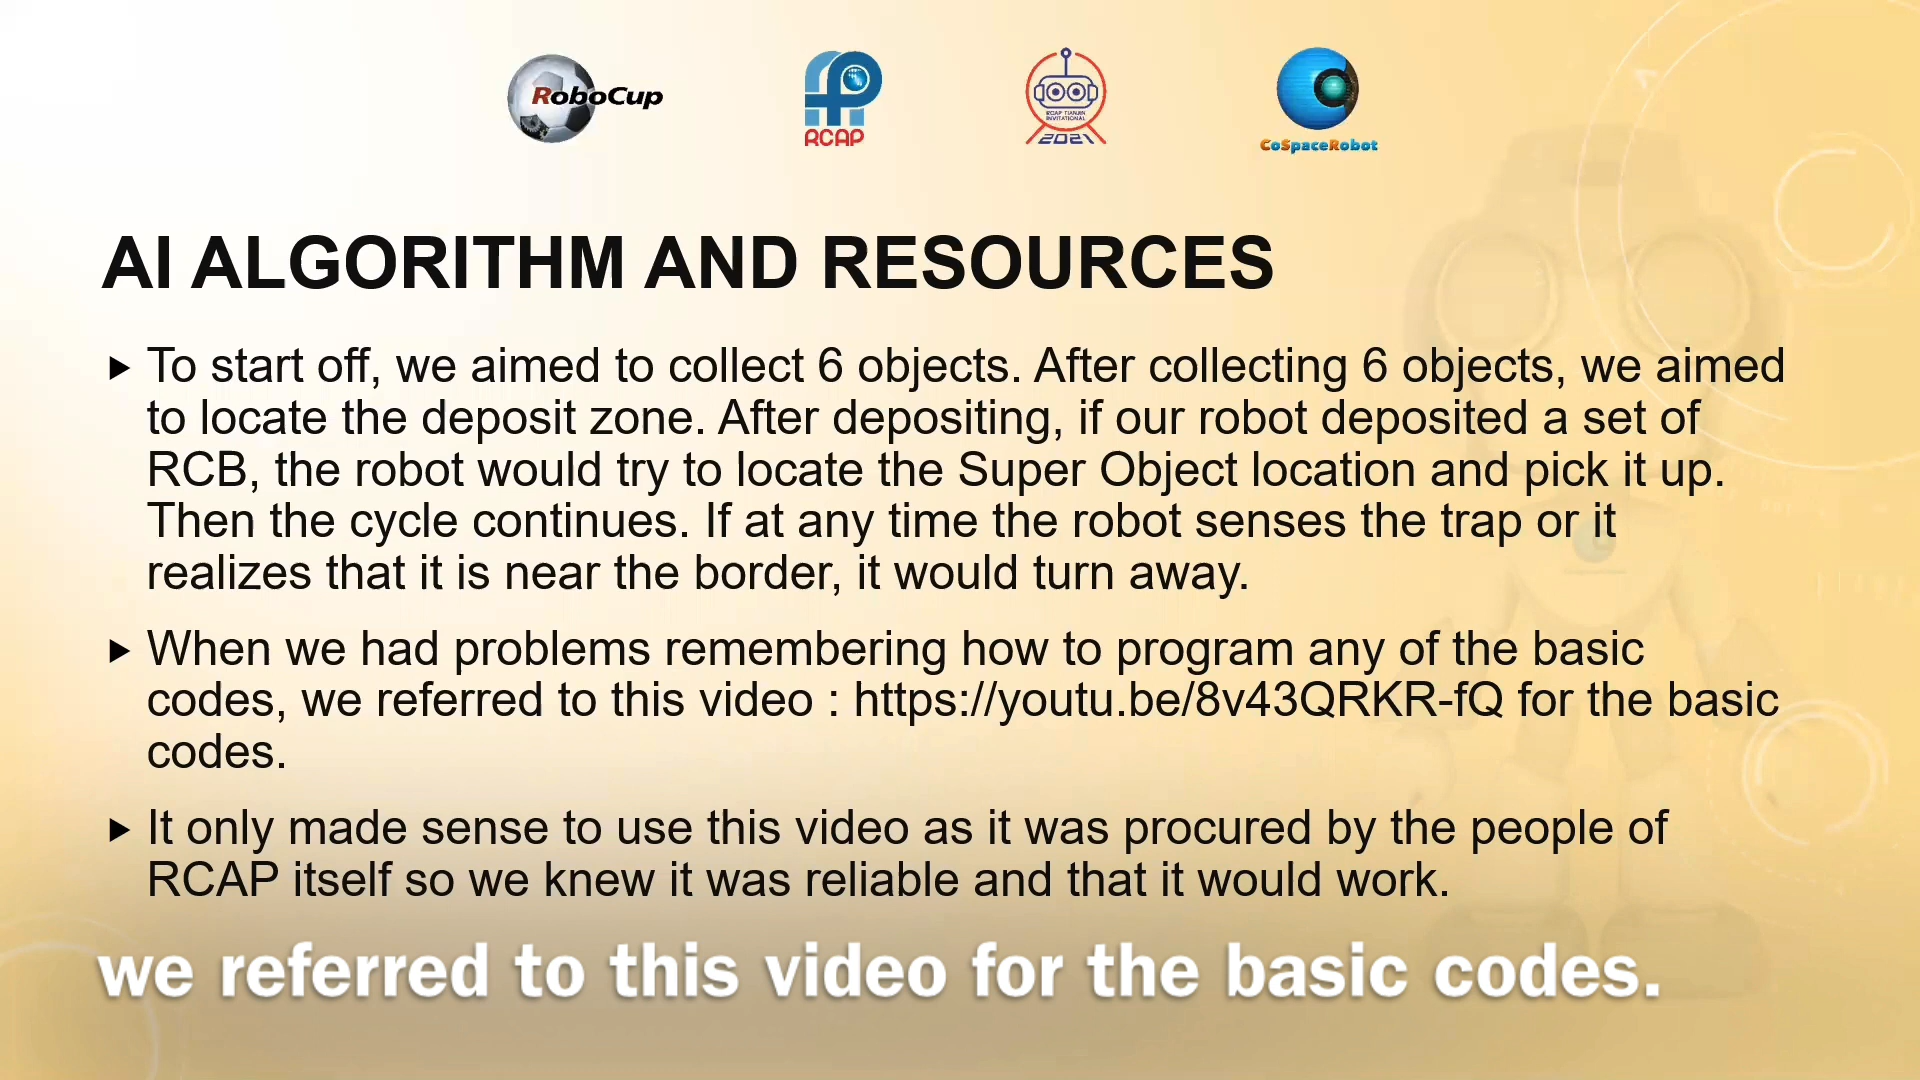 RoboCup
RCAP
RCAP TIANJIN
INVITATIONAL
2021
CoSpaceRobot
AI ALGORITHM AND RESOURCES
To start off, we aimed to collect 6 objects. After collecting 6 objects, we aimed
to locate the deposit zone. After depositing, if our robot deposited a set of
RCB, the robot would try to locate the Super Object location and pick it up.
Then the cycle continues. If at any time the robot senses the trap or it
realizes that it is near the border, it would turn away.
When we had problems remembering how to program any of the basic
codes, we referred to this video : https://youtu.be/8v43QRKR-fQ for the basic
codes.
It only made sense to use this video as it was procured by the people of
RCAP itself so we knew it was reliable and that it would work.
we referred to this video for the basic codes.